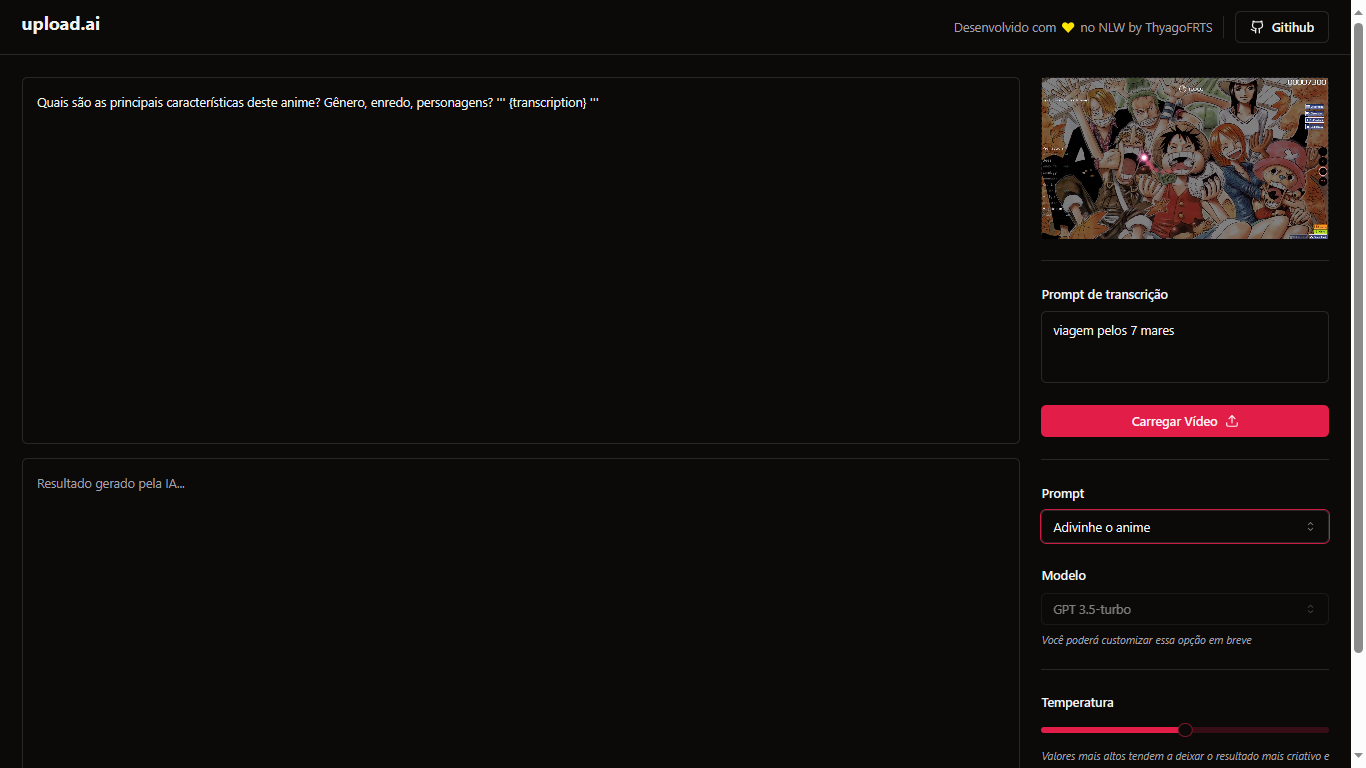 upload.ai
Desenvolvido com 💛 no NLW by ThyagoFRTS
Gitihub
Quais são as principais características deste anime? Gênero, enredo, personagens? ''' {transcription} '''
Resultado gerado pela IA...
00007300
Prompt de transcrição
viagem pelos 7 mares
Carregar Vídeo
Prompt
Adivinhe o anime
Modelo
GPT 3.5-turbo
Você poderá customizar essa opção em breve
Temperatura
Valores mais altos tendem a deixar o resultado mais criativo e